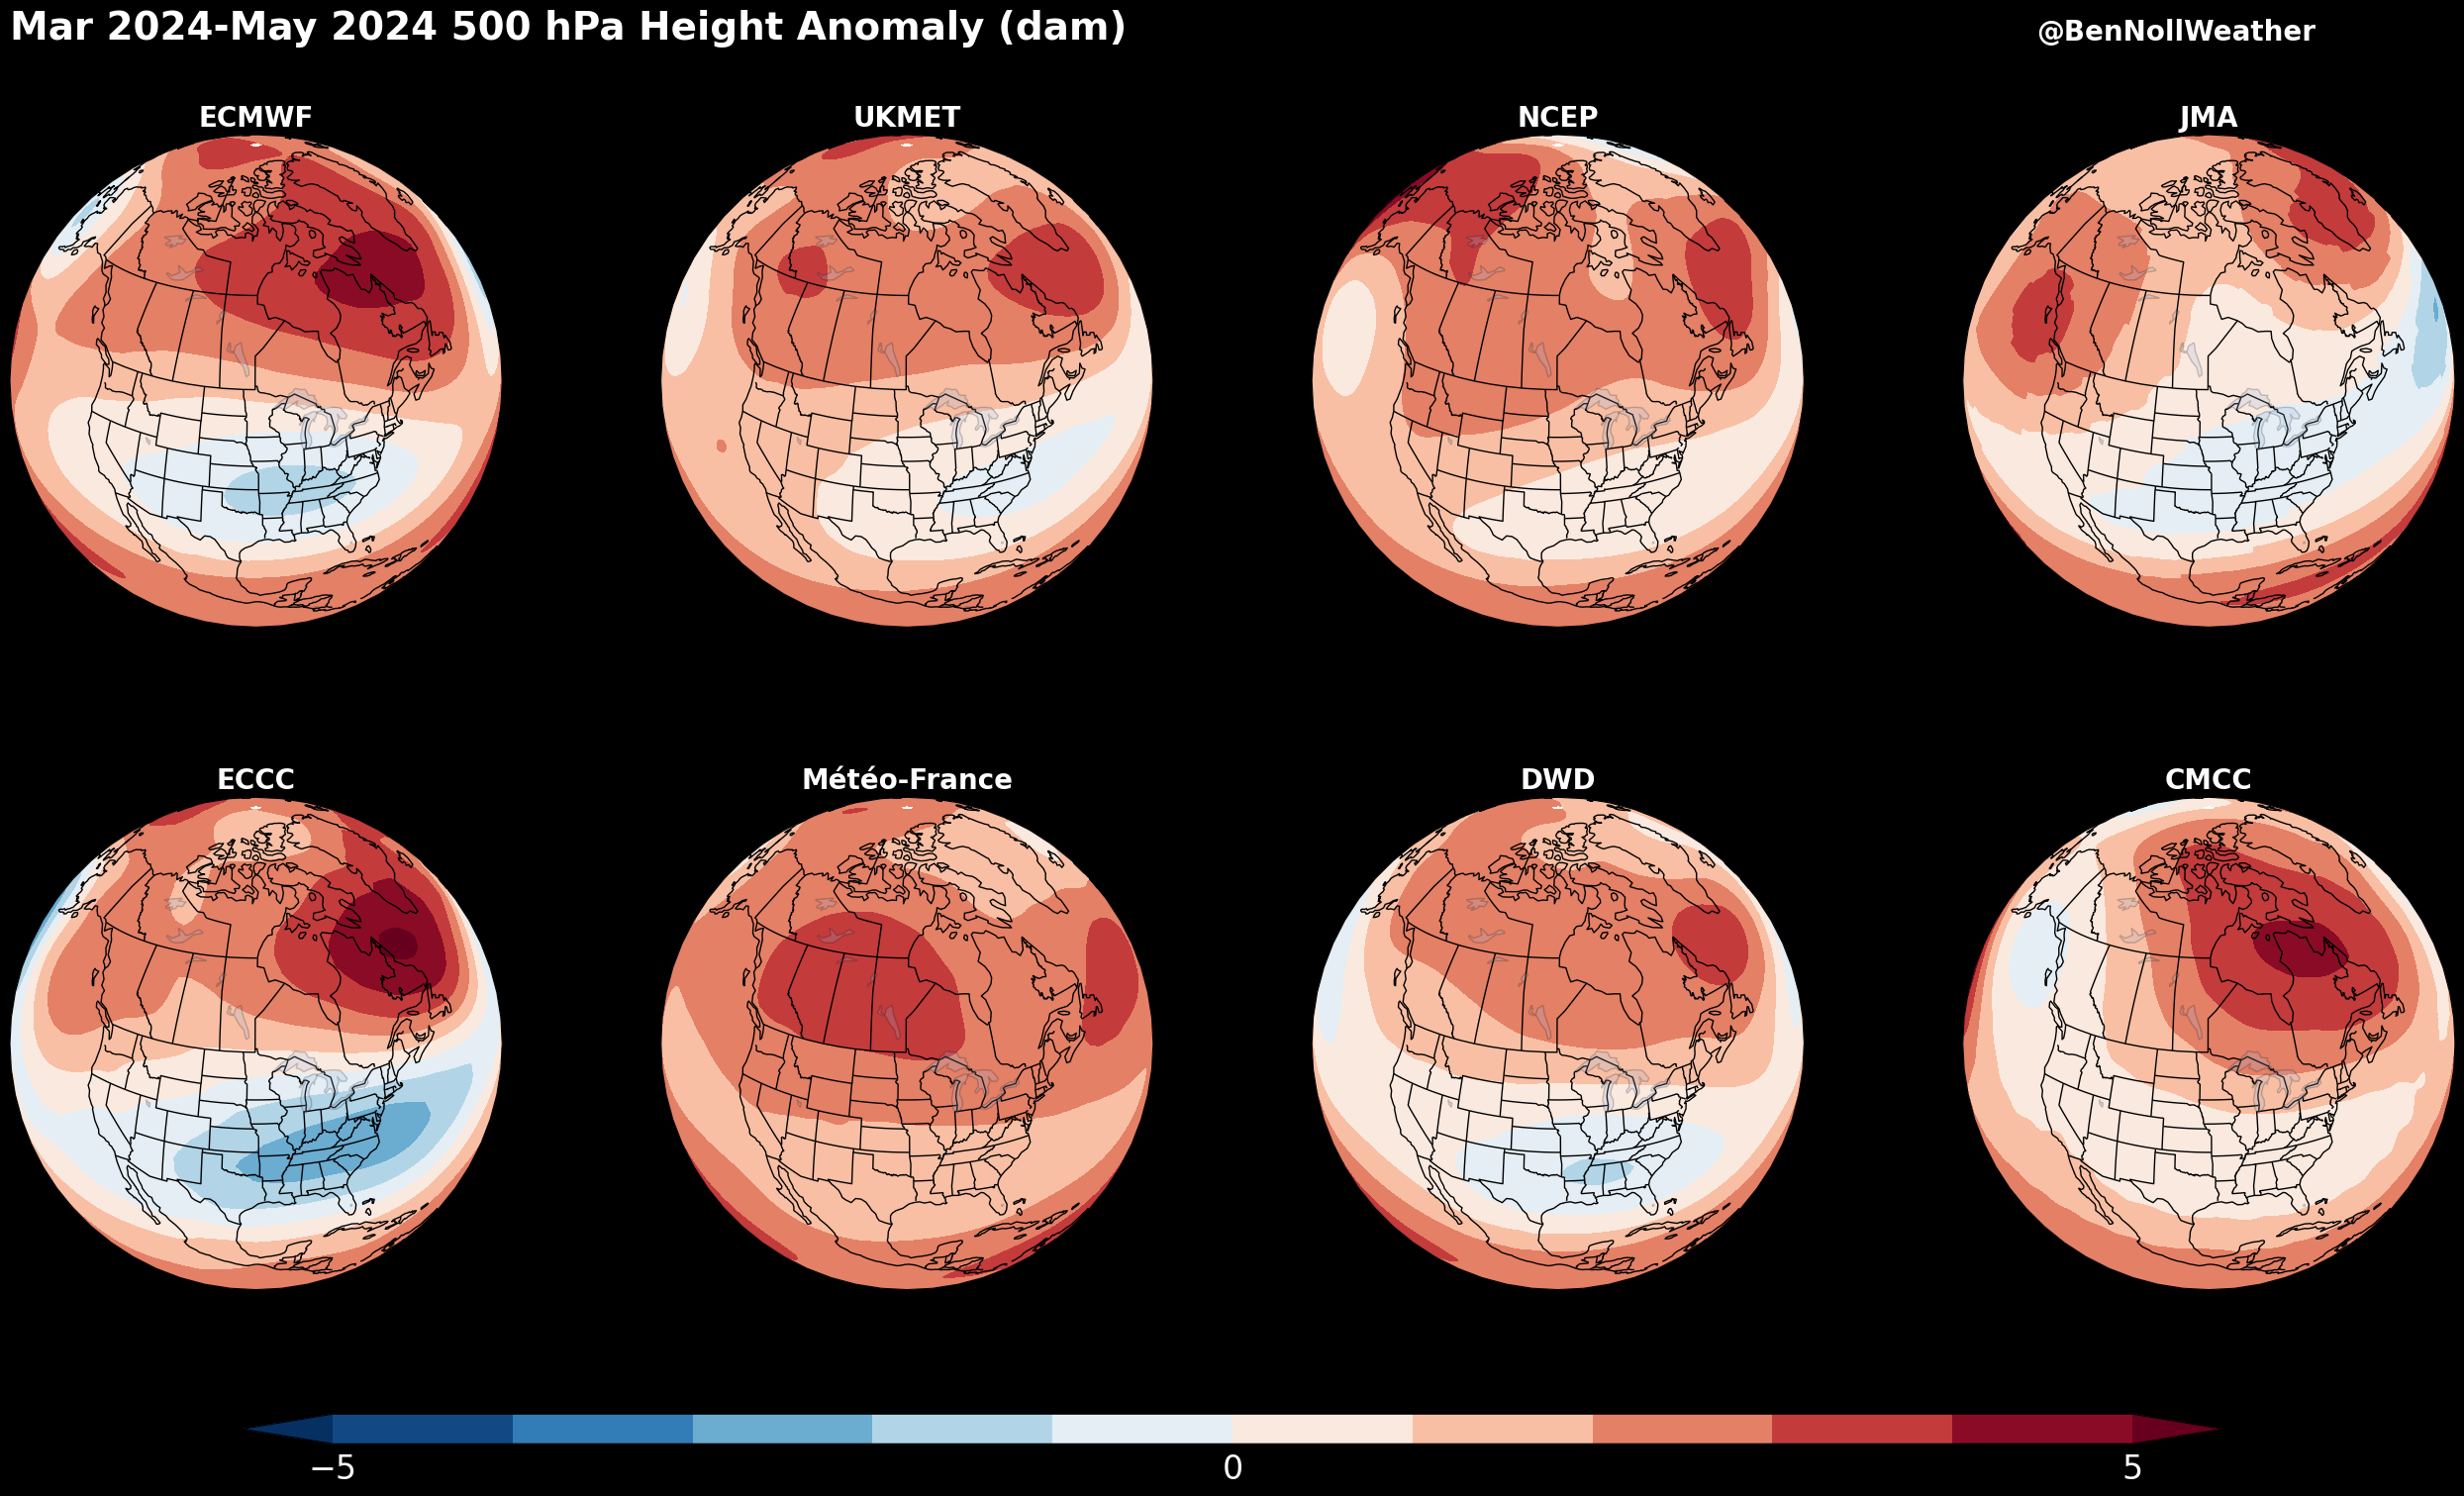 Mar 2024-May 2024 500 hPa Height Anomaly (dam)
@BenNollWeather
ECMWF
UKMET
NCEP
JMA
ECCC
Météo-France
DWD
CMCC
−5
0
5